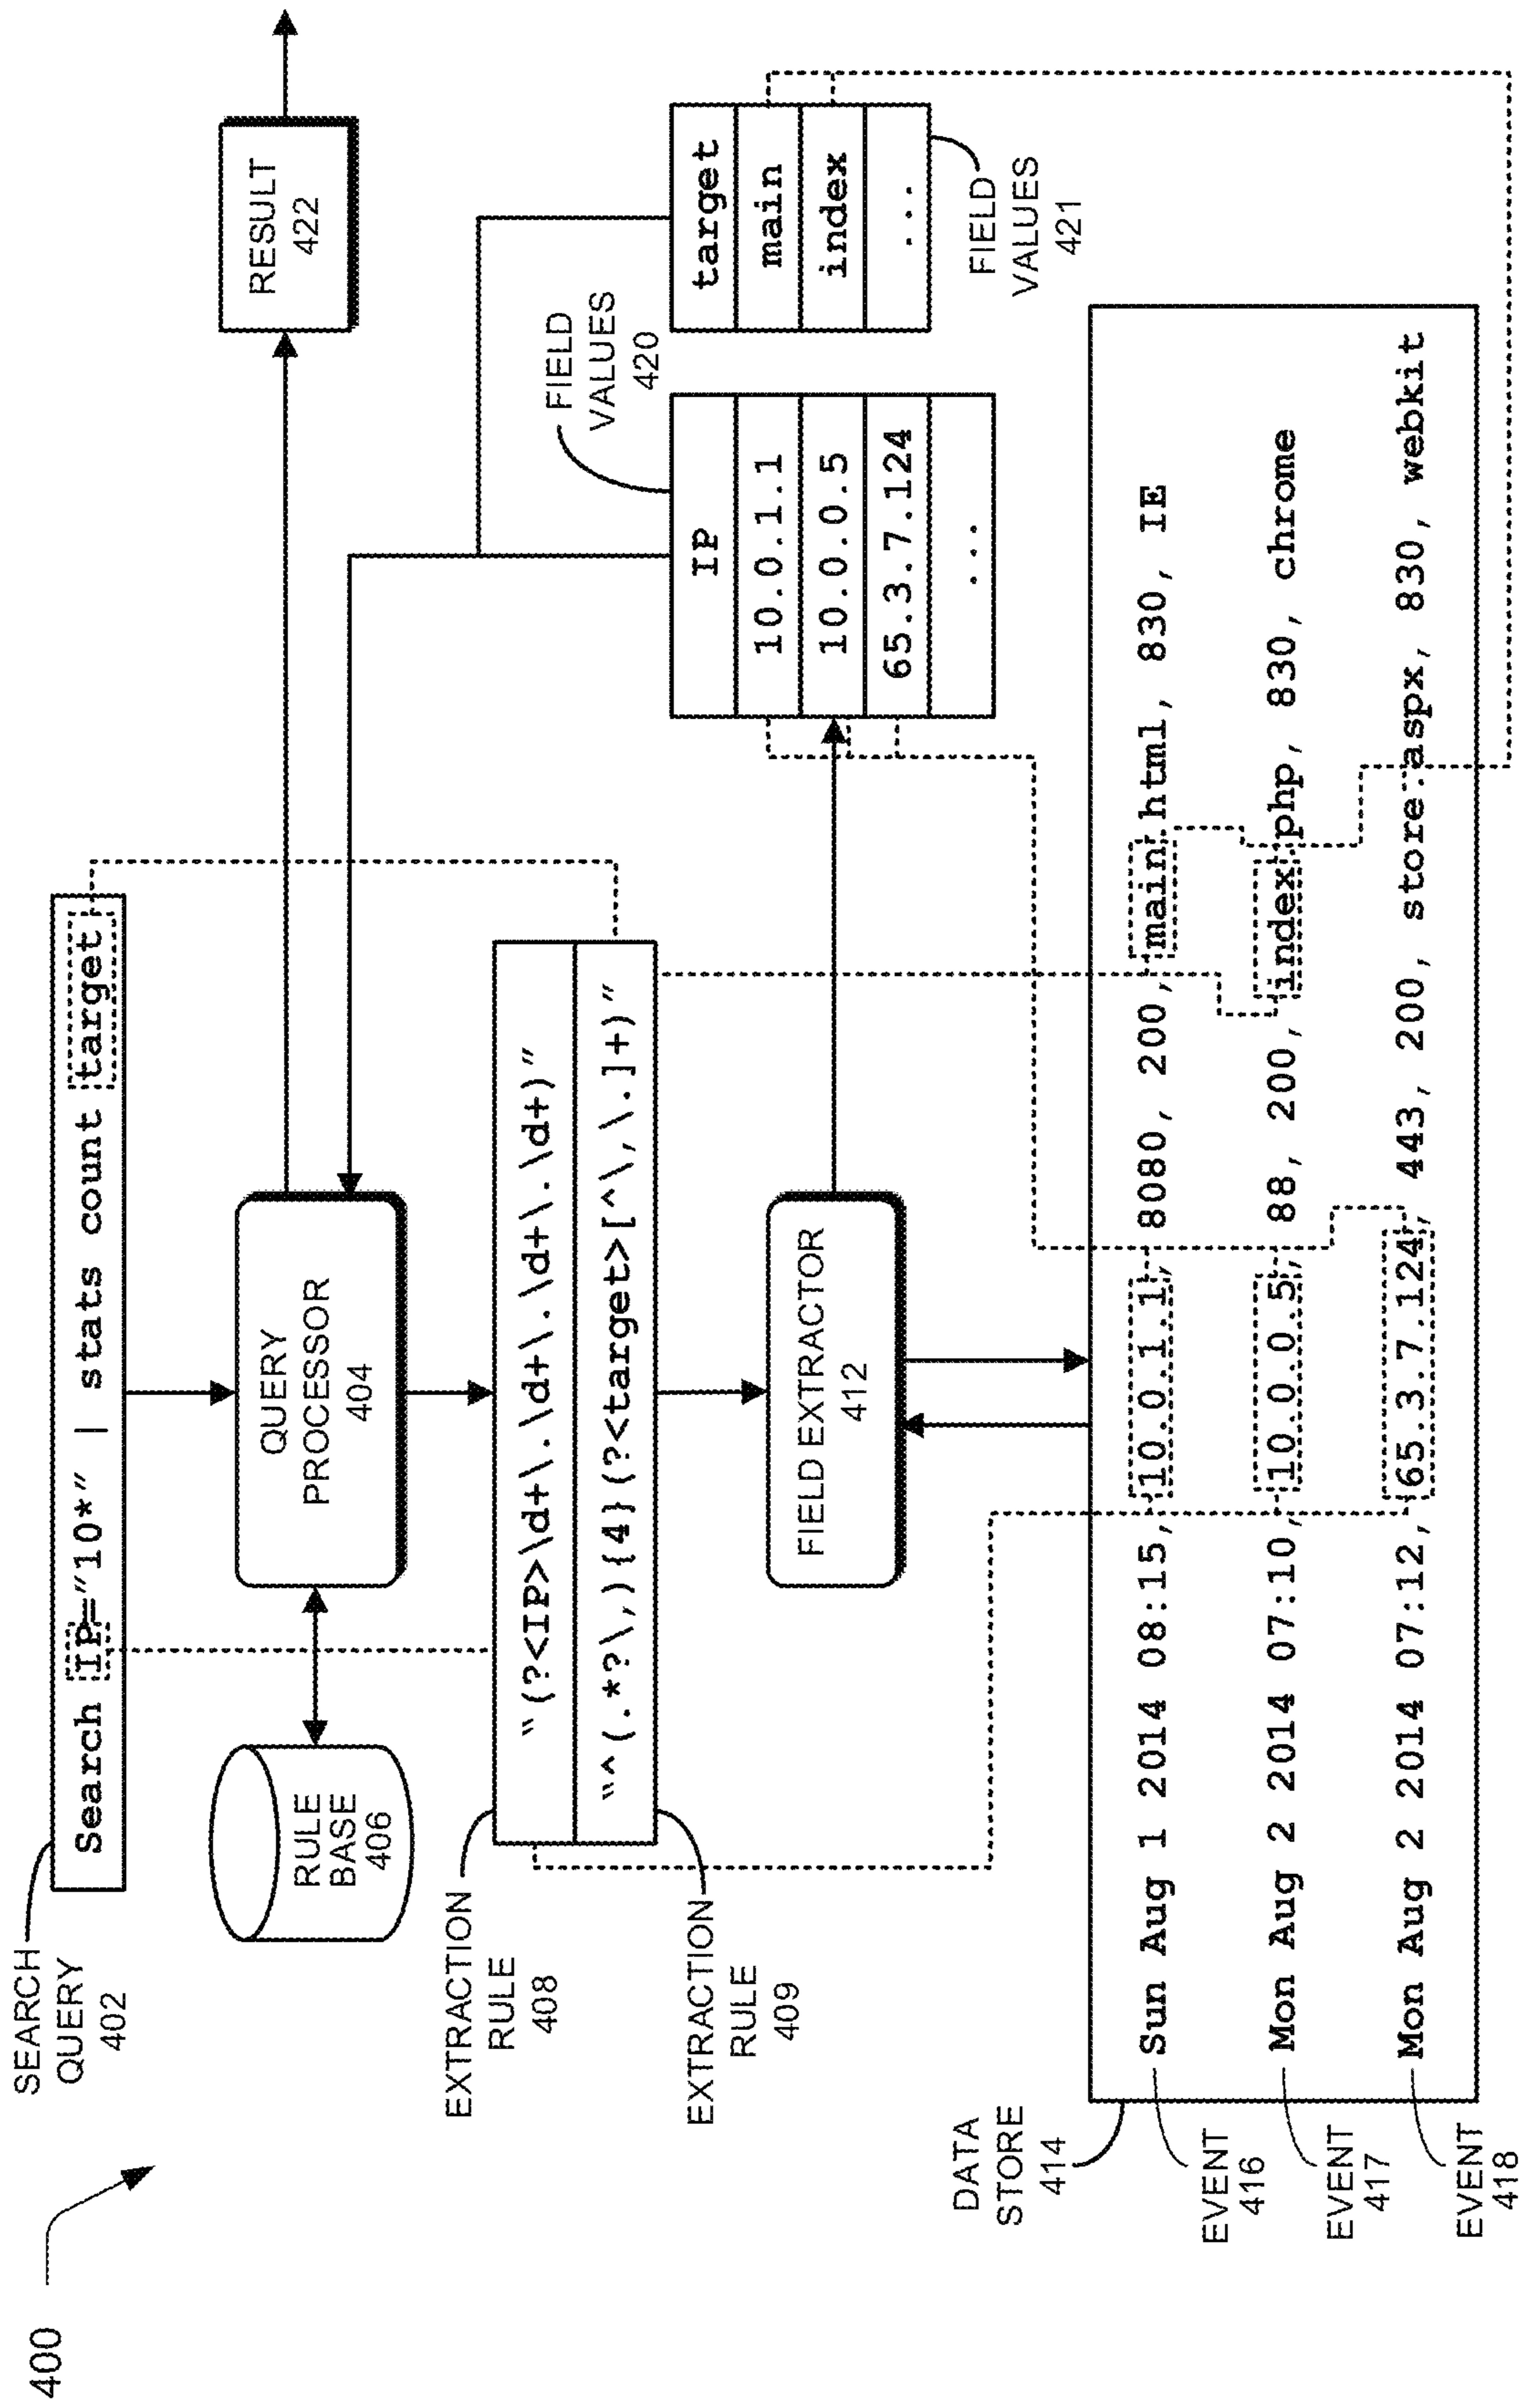 400
SEARCH
QUERY
402
Search IP="10*" | stats count target
RULE
BASE
406
QUERY
PROCESSOR
404
RESULT
422
EXTRACTION
RULE
408
"(?<IP>\d+\.\d+\.\d+\.\d+)"
"^(.*?\,){4}(?<target>[^\,\.]+)"
EXTRACTION
RULE
409
FIELD EXTRACTOR
412
FIELD
VALUES
420
IP
10.0.1.1
10.0.0.5
65.3.7.124
...
target
main
index
...
FIELD
VALUES
421
DATA
STORE
414
Sun Aug 1 2014 08:15, 10.0.1.1, 8080, 200, main.html, 830, IE
EVENT
416
Mon Aug 2 2014 07:10, 10.0.0.5, 88, 200, index.php, 830, chrome
EVENT
417
Mon Aug 2 2014 07:12, 65.3.7.124, 443, 200, store.aspx, 830, webkit
EVENT
418